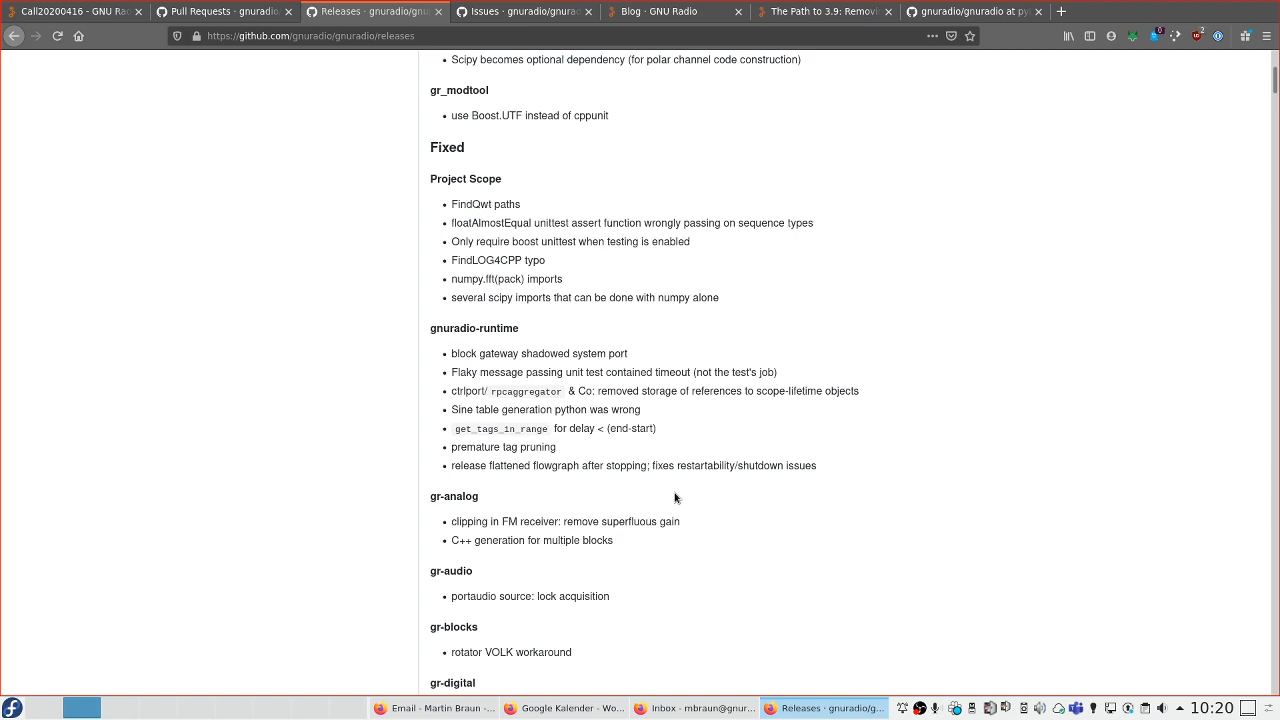 Call20200416 - GNU Rad
Pull Requests · gnuradio
Releases · gnuradio/gnu
Issues · gnuradio/gnurad
Blog - GNU Radio
The Path to 3.9: Removin
gnuradio/gnuradio at py
https://github.com/gnuradio/gnuradio/releases
Scipy becomes optional dependency (for polar channel code construction)
gr_modtool
use Boost.UTF instead of cppunit
Fixed
Project Scope
FindQwt paths
floatAlmostEqual unittest assert function wrongly passing on sequence types
Only require boost unittest when testing is enabled
FindLOG4CPP typo
numpy.fft(pack) imports
several scipy imports that can be done with numpy alone
gnuradio-runtime
block gateway shadowed system port
Flaky message passing unit test contained timeout (not the test's job)
ctrlport/ rpcaggregator & Co: removed storage of references to scope-lifetime objects
Sine table generation python was wrong
get_tags_in_range for delay < (end-start)
premature tag pruning
release flattened flowgraph after stopping; fixes restartability/shutdown issues
gr-analog
clipping in FM receiver: remove superfluous gain
C++ generation for multiple blocks
gr-audio
portaudio source: lock acquisition
gr-blocks
rotator VOLK workaround
gr-digital
Email - Martin Braun -...
Google Kalender - Wo...
Inbox - mbraun@gnur...
Releases · gnuradio/g...
10:20